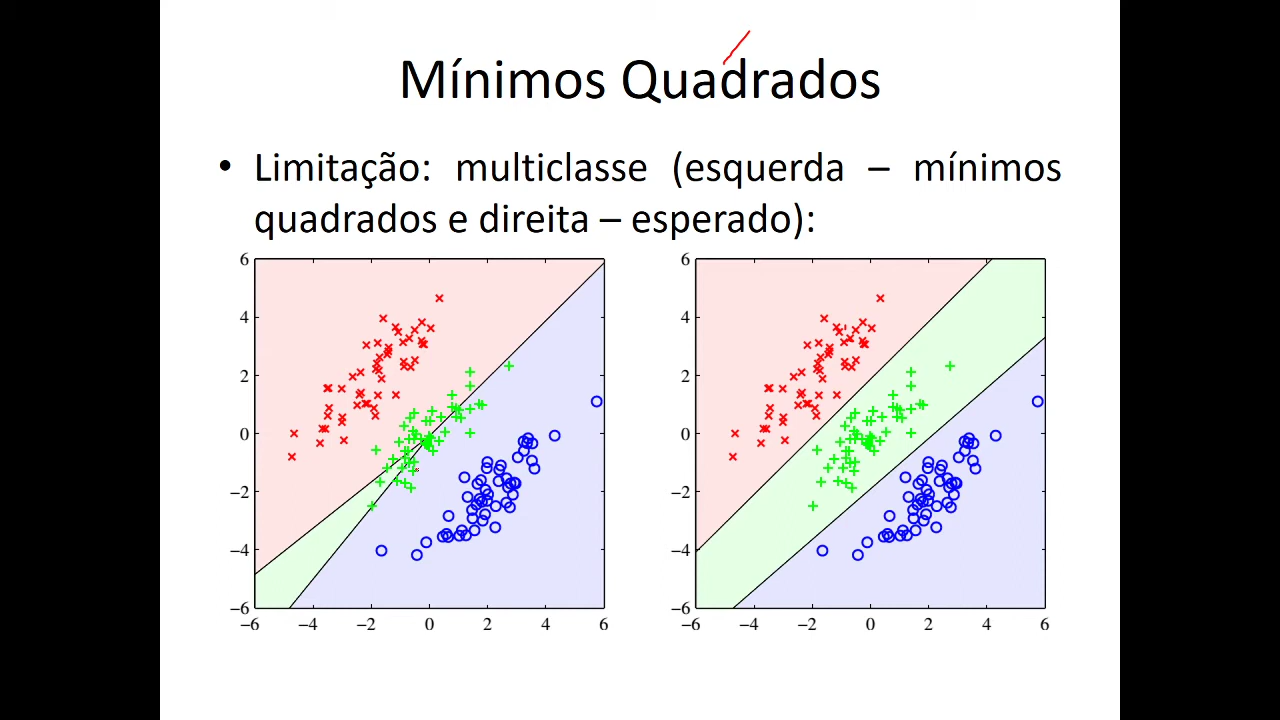 Mínimos Quadrados
• Limitação: multiclasse (esquerda – mínimos
quadrados e direita – esperado):
6
4
2
0
−2
−4
−6
−6 −4 −2 0 2 4 6
6
4
2
0
−2
−4
−6
−6 −4 −2 0 2 4 6